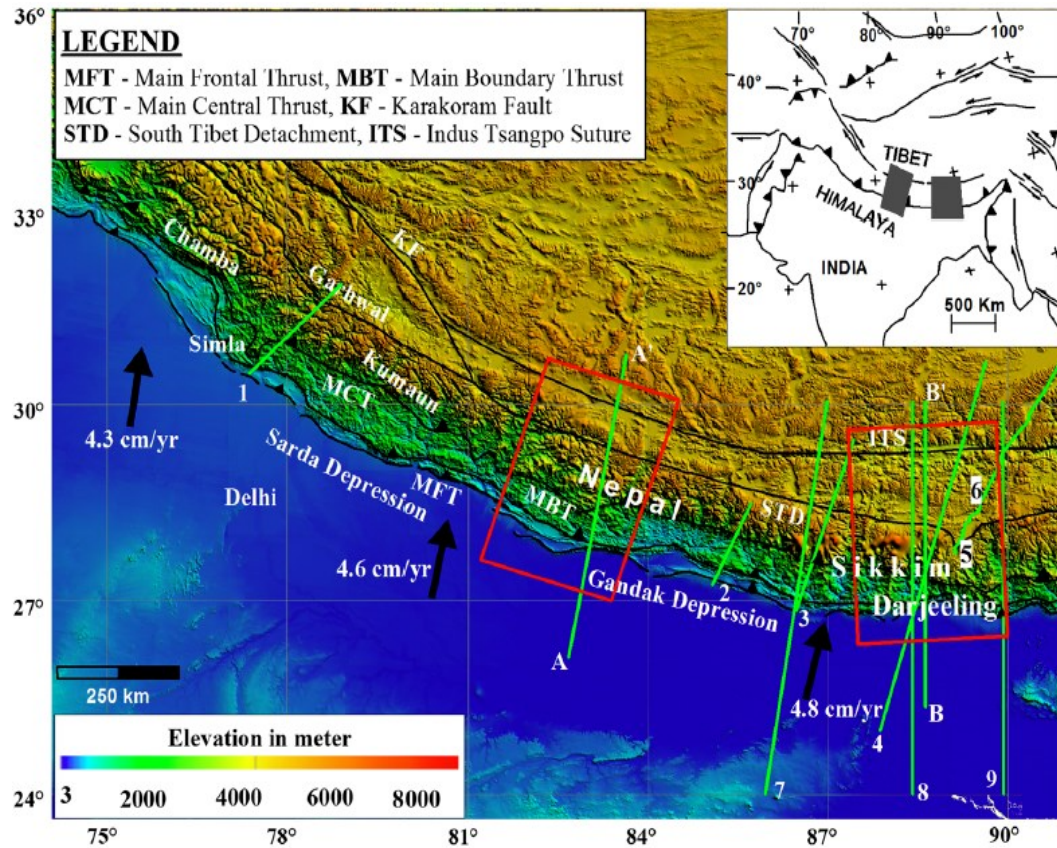 36°
33°
30°
27°
24°
LEGEND
MFT - Main Frontal Thrust, MBT - Main Boundary Thrust
MCT - Main Central Thrust, KF - Karakoram Fault
STD - South Tibet Detachment, ITS - Indus Tsangpo Suture
70°
80°
90°
100°
40°
30°
20°
TIBET
HIMALAYA
INDIA
500 Km
Chamba
KF
Garhwal
Simla
1
Kumaun
MCT
A'
B'
4.3 cm/yr
ITS
Sarda Depression
Delhi
MFT
Nepal
MBT
STD
6
5
4.6 cm/yr
Sikkim
2
Gandak Depression
3
Darjeeling
A
250 km
4.8 cm/yr
B
4
Elevation in meter
3 2000 4000 6000 8000
7
8
9
75° 78° 81° 84° 87° 90°